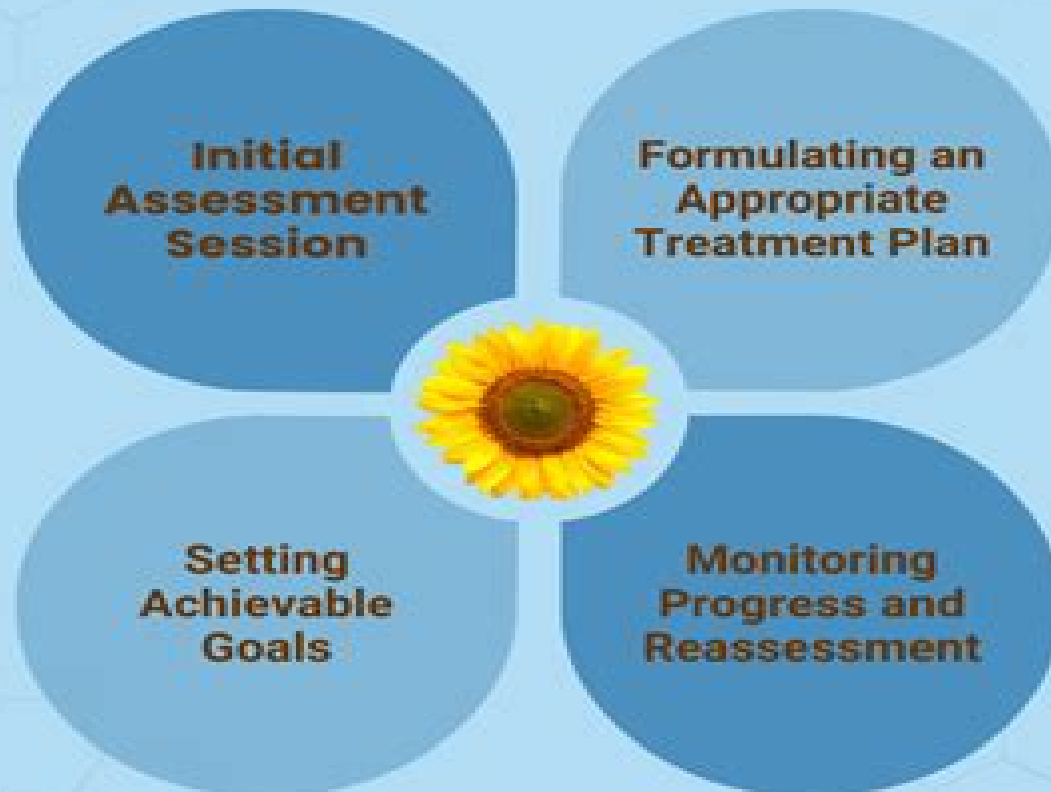 Initial
Assessment
Session
Formulating an
Appropriate
Treatment Plan
Setting
Achievable
Goals
Monitoring
Progress and
Reassessment